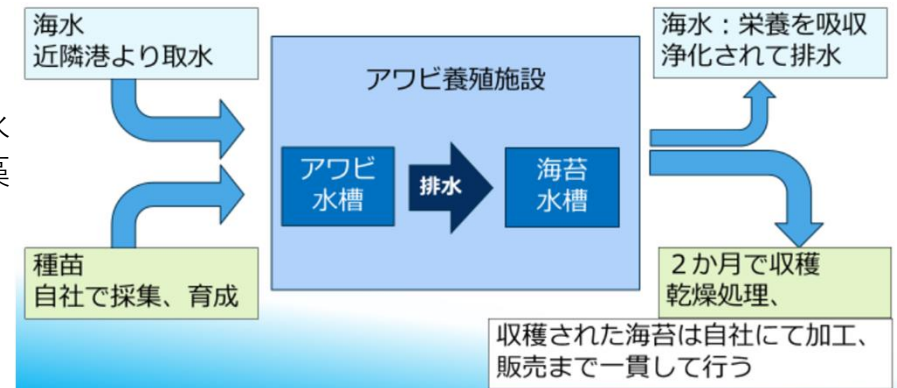 海水
近隣港より取水
アワビ養殖施設
アワビ
水槽
排水
海苔
水槽
海水：栄養を吸収
浄化されて排水
種苗
自社で採集、育成
２か月で収穫
乾燥処理、
収穫された海苔は自社にて加工、
販売まで一貫して行う